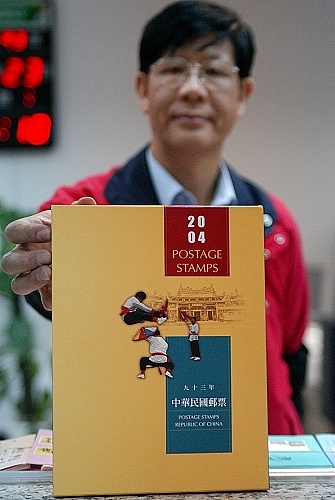 20
04
POSTAGE
STAMPS
九十三年
中華民國郵票
POSTAGE STAMPS
REPUBLIC OF CHINA